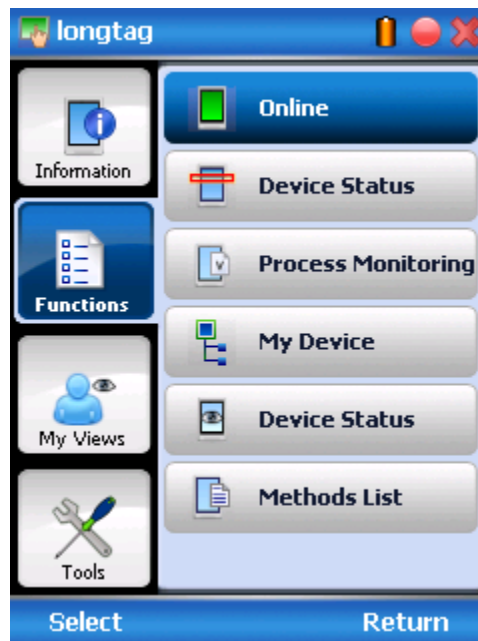 longtag
Information
Functions
My Views
Tools
Online
Device Status
Process Monitoring
My Device
Device Status
Methods List
Select
Return